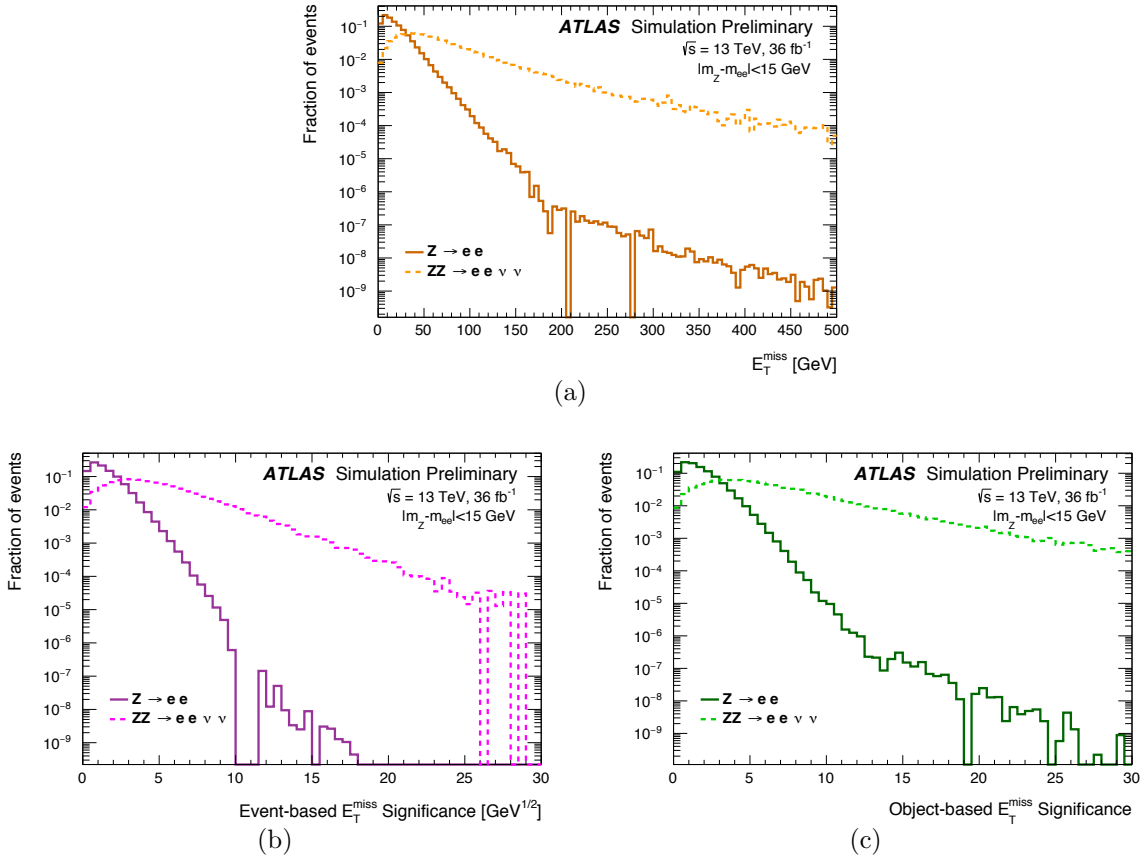 ATLAS Simulation Preliminary
√s = 13 TeV, 36 fb⁻¹
|m_Z-m_ee|<15 GeV
Fraction of events
10⁻¹
10⁻²
10⁻³
10⁻⁴
10⁻⁵
10⁻⁶
10⁻⁷
10⁻⁸
10⁻⁹
Z → e e
ZZ → e e ν ν
0 50 100 150 200 250 300 350 400 450 500
E_T^miss [GeV]
(a)
ATLAS Simulation Preliminary
√s = 13 TeV, 36 fb⁻¹
|m_Z-m_ee|<15 GeV
Fraction of events
10⁻¹
10⁻²
10⁻³
10⁻⁴
10⁻⁵
10⁻⁶
10⁻⁷
10⁻⁸
10⁻⁹
Z → e e
ZZ → e e ν ν
0 5 10 15 20 25 30
Event-based E_T^miss Significance [GeV^1/2]
(b)
ATLAS Simulation Preliminary
√s = 13 TeV, 36 fb⁻¹
|m_Z-m_ee|<15 GeV
Fraction of events
10⁻¹
10⁻²
10⁻³
10⁻⁴
10⁻⁵
10⁻⁶
10⁻⁷
10⁻⁸
10⁻⁹
Z → e e
ZZ → e e ν ν
0 5 10 15 20 25 30
Object-based E_T^miss Significance
(c)